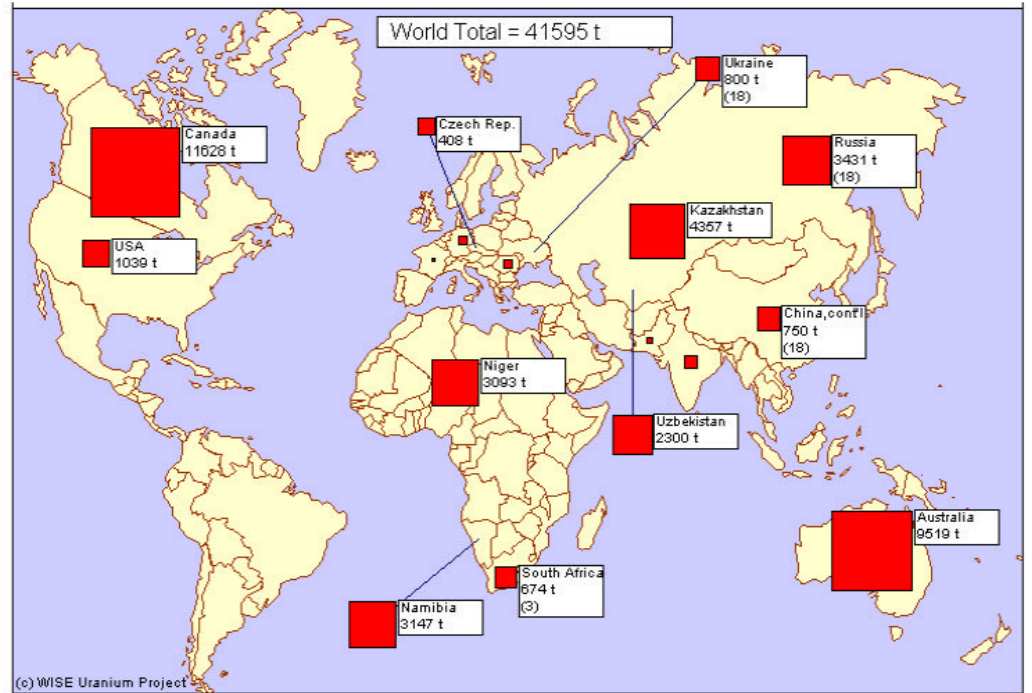 World Total = 41595 t
Ukraine
800 t
(18)
Czech Rep.
408 t
Canada
11628 t
Russia
3431 t
(18)
Kazakhstan
4357 t
USA
1039 t
China,conf'l
750 t
(18)
Niger
3093 t
Uzbekistan
2300 t
Australia
9519 t
South Africa
674 t
(3)
Namibia
3147 t
(c) WISE Uranium Project